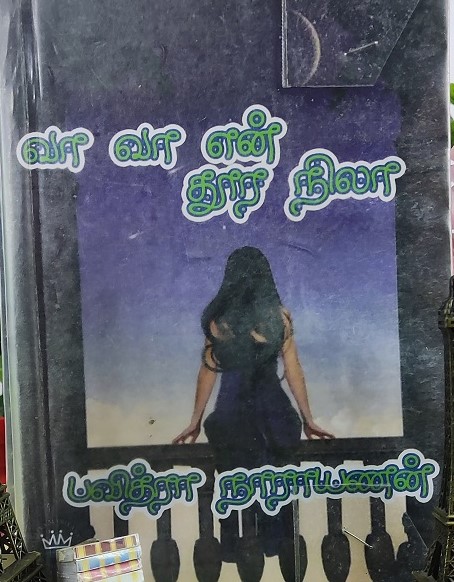 வா வா என்
தூர நிலா
பவித்ரா நாராயணன்